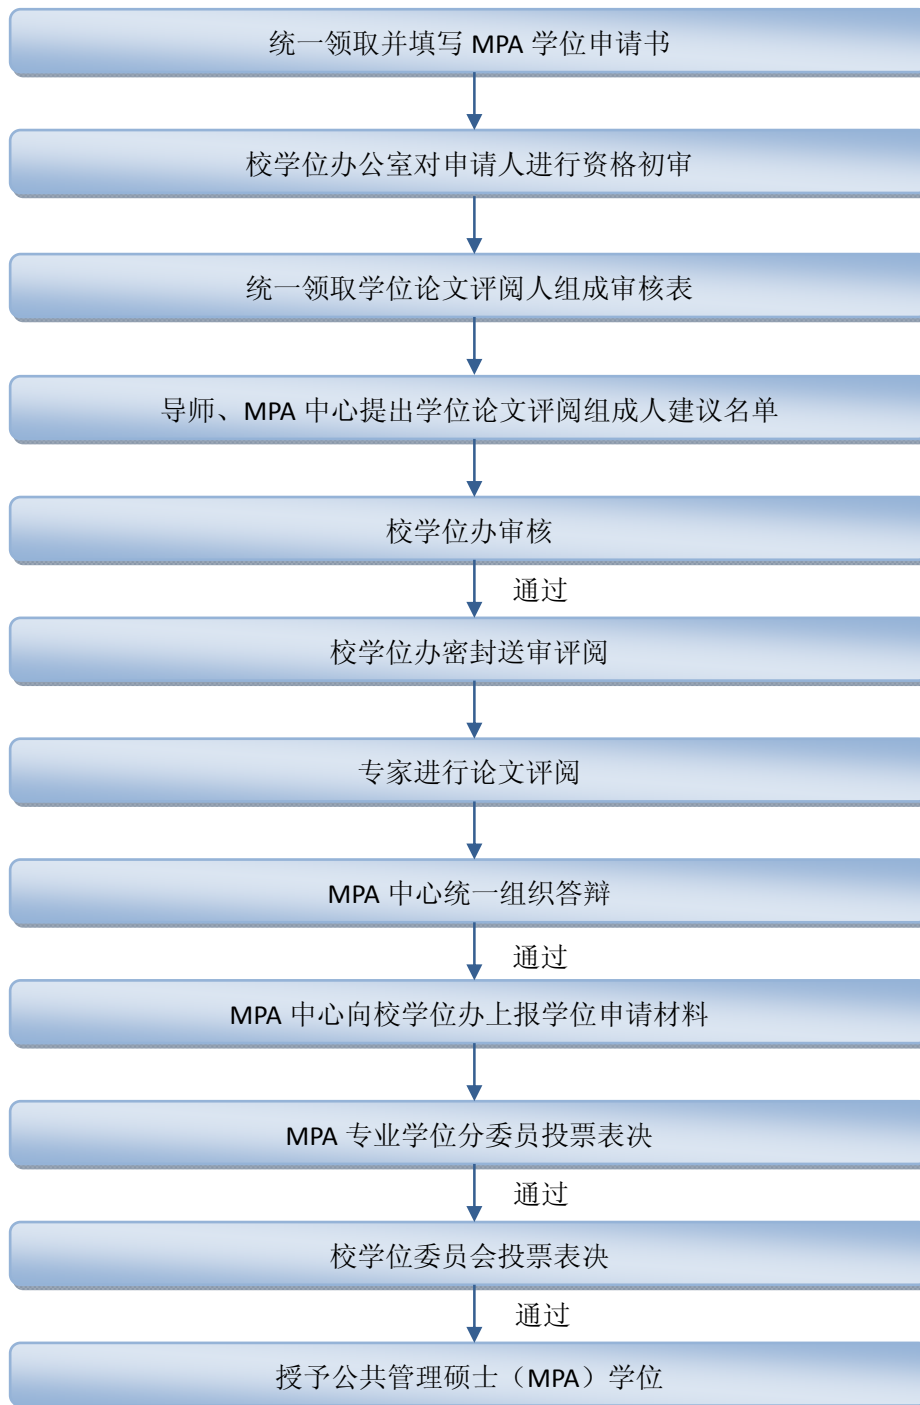 统一领取并填写 MPA 学位申请书
校学位办公室对申请人进行资格初审
统一领取学位论文评阅人组成审核表
导师、MPA 中心提出学位论文评阅组成人建议名单
校学位办审核
通过
校学位办密封送审评阅
专家进行论文评阅
MPA 中心统一组织答辩
通过
MPA 中心向校学位办上报学位申请材料
MPA 专业学位分委员投票表决
通过
校学位委员会投票表决
通过
授予公共管理硕士（MPA）学位